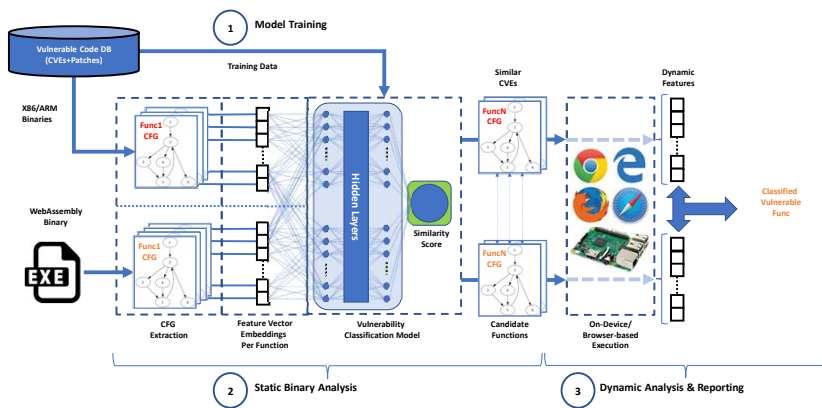 1
Model Training
Vulnerable Code DB
(CVEs+Patches)
Training Data
X86/ARM
Binaries
Similar
CVEs
Dynamic
Features
Func1
CFG
FuncN
CFG
Hidden Layers
Similarity
Score
Classified
Vulnerable
Func
WebAssembly
Binary
EXE
Func1
CFG
FuncN
CFG
CFG
Extraction
Feature Vector
Embeddings
Per Function
Vulnerability
Classification Model
Candidate
Functions
On-Device/
Browser-based
Execution
2
Static Binary Analysis
3
Dynamic Analysis & Reporting